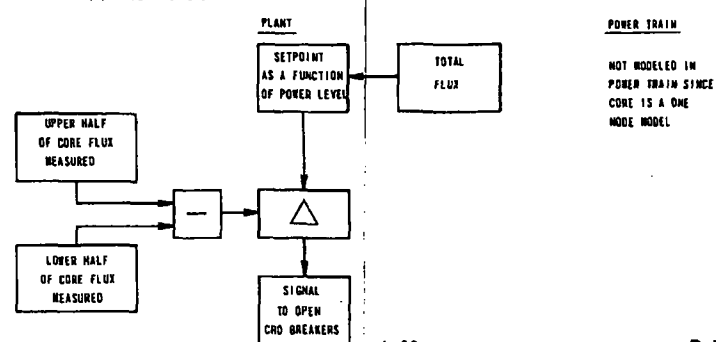 PLANT
POWER TRAIN
SETPOINT
AS A FUNCTION
OF POWER LEVEL
TOTAL
FLUX
NOT MODELED IN
POWER TRAIN SINCE
CORE IS A ONE
NODE MODEL
UPPER HALF
OF CORE FLUX
MEASURED
—
△
LOWER HALF
OF CORE FLUX
MEASURED
SIGNAL
TO OPEN
CRD BREAKERS